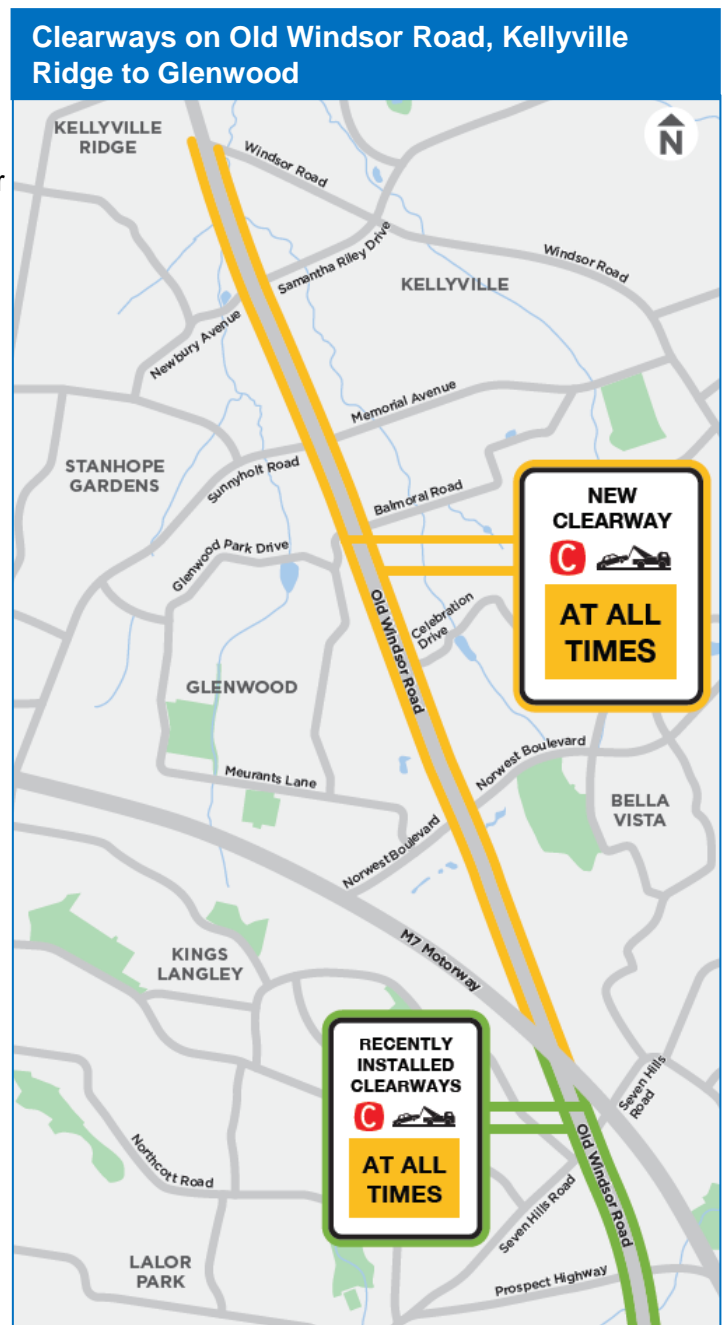 Clearways on Old Windsor Road, Kellyville
Ridge to Glenwood
KELLYVILLE
RIDGE
N
r
Windsor Road
Samantha Riley Drive
Windsor Road
KELLYVILLE
Newbury Avenue
Memorial Avenue
STANHOPE
GARDENS
Sunnyholt Road
Balmoral Road
NEW
CLEARWAY
C
AT ALL
TIMES
Glenwood Park Drive
Old Windsor Road
Celebration
Drive
GLENWOOD
Norwest Boulevard
Meurants Lane
BELLA
VISTA
Norwest Boulevard
M7 Motorway
KINGS
LANGLEY
RECENTLY
INSTALLED
CLEARWAYS
C
AT ALL
TIMES
Seven Hills
Road
Old Windsor Road
Northcott Road
Seven Hills Road
LALOR
PARK
Prospect Highway